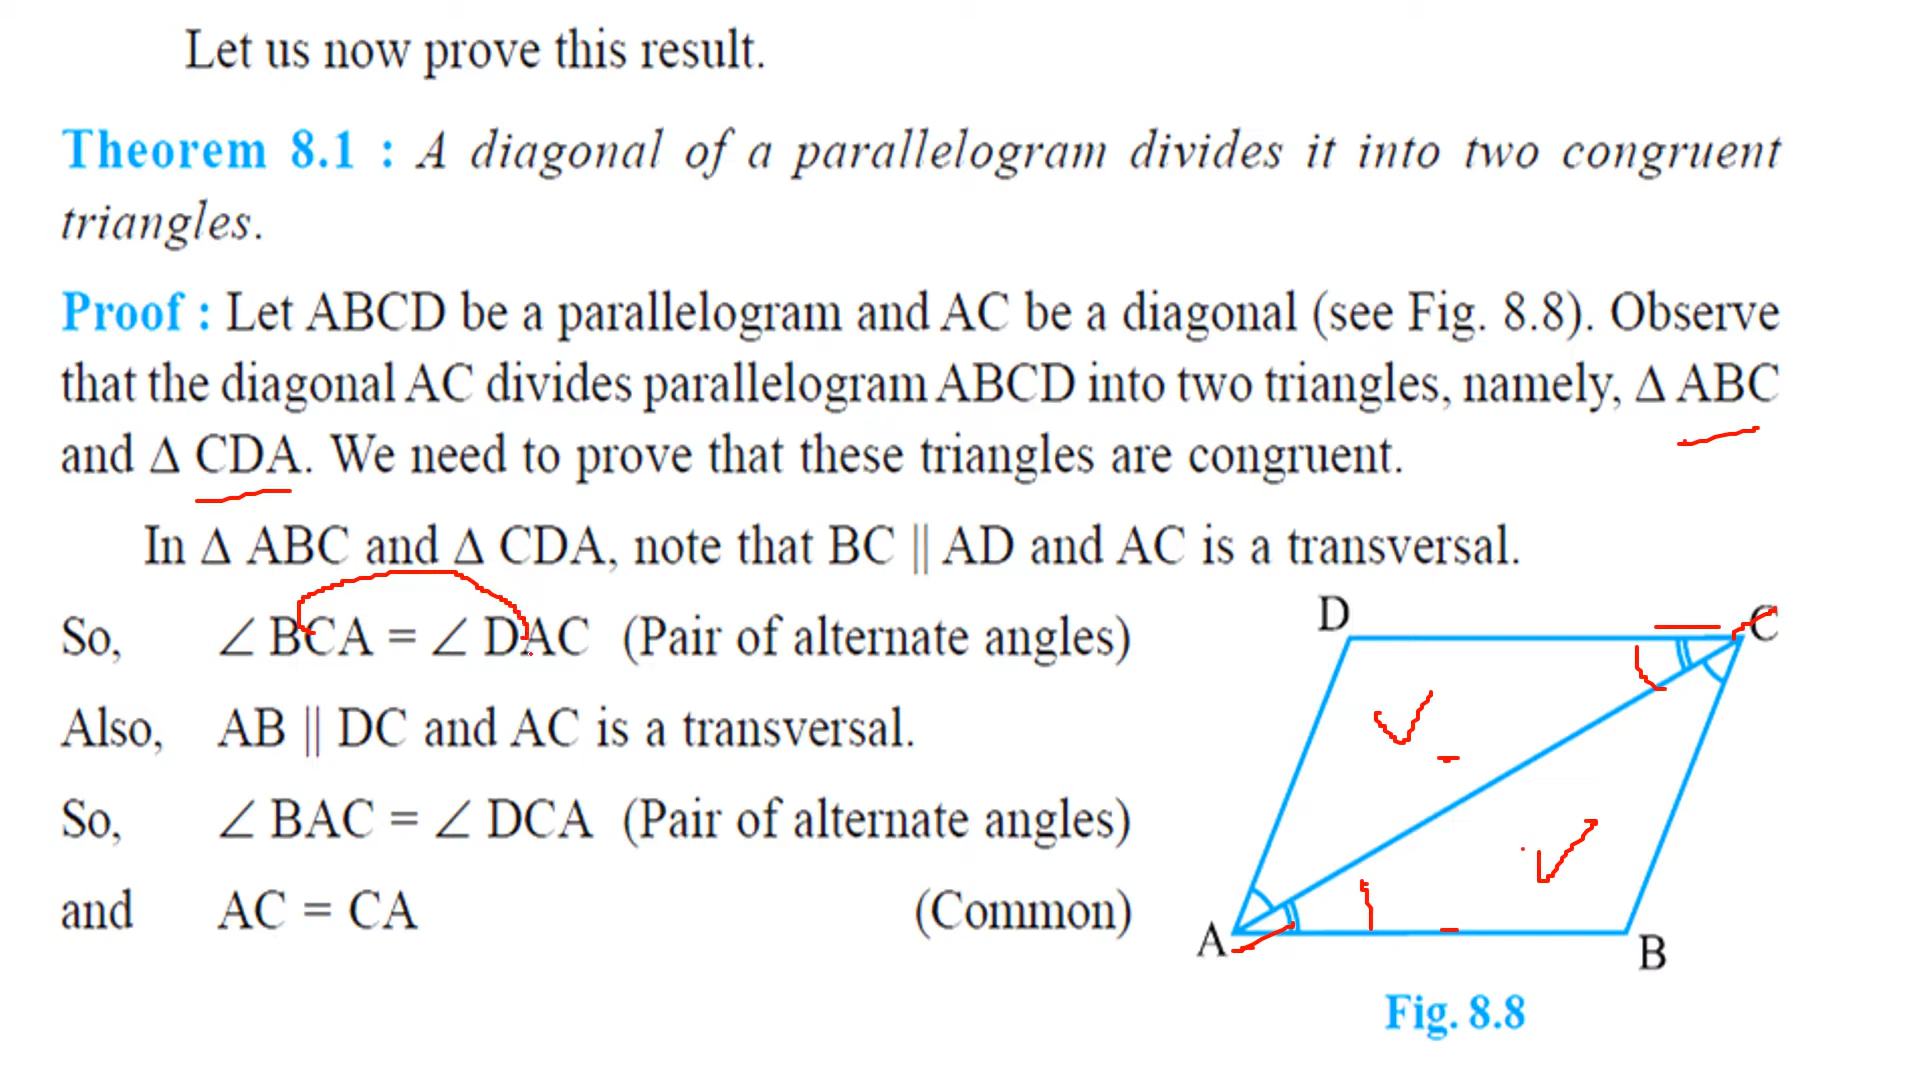 Let us now prove this result.
Theorem 8.1 : A diagonal of a parallelogram divides it into two congruent
triangles.
Proof : Let ABCD be a parallelogram and AC be a diagonal (see Fig. 8.8). Observe
that the diagonal AC divides parallelogram ABCD into two triangles, namely, Δ ABC
and Δ CDA. We need to prove that these triangles are congruent.
In Δ ABC and Δ CDA, note that BC || AD and AC is a transversal.
So, ∠ BCA = ∠ DAC (Pair of alternate angles)
Also, AB || DC and AC is a transversal.
So, ∠ BAC = ∠ DCA (Pair of alternate angles)
and AC = CA (Common)
D C
A B
Fig. 8.8